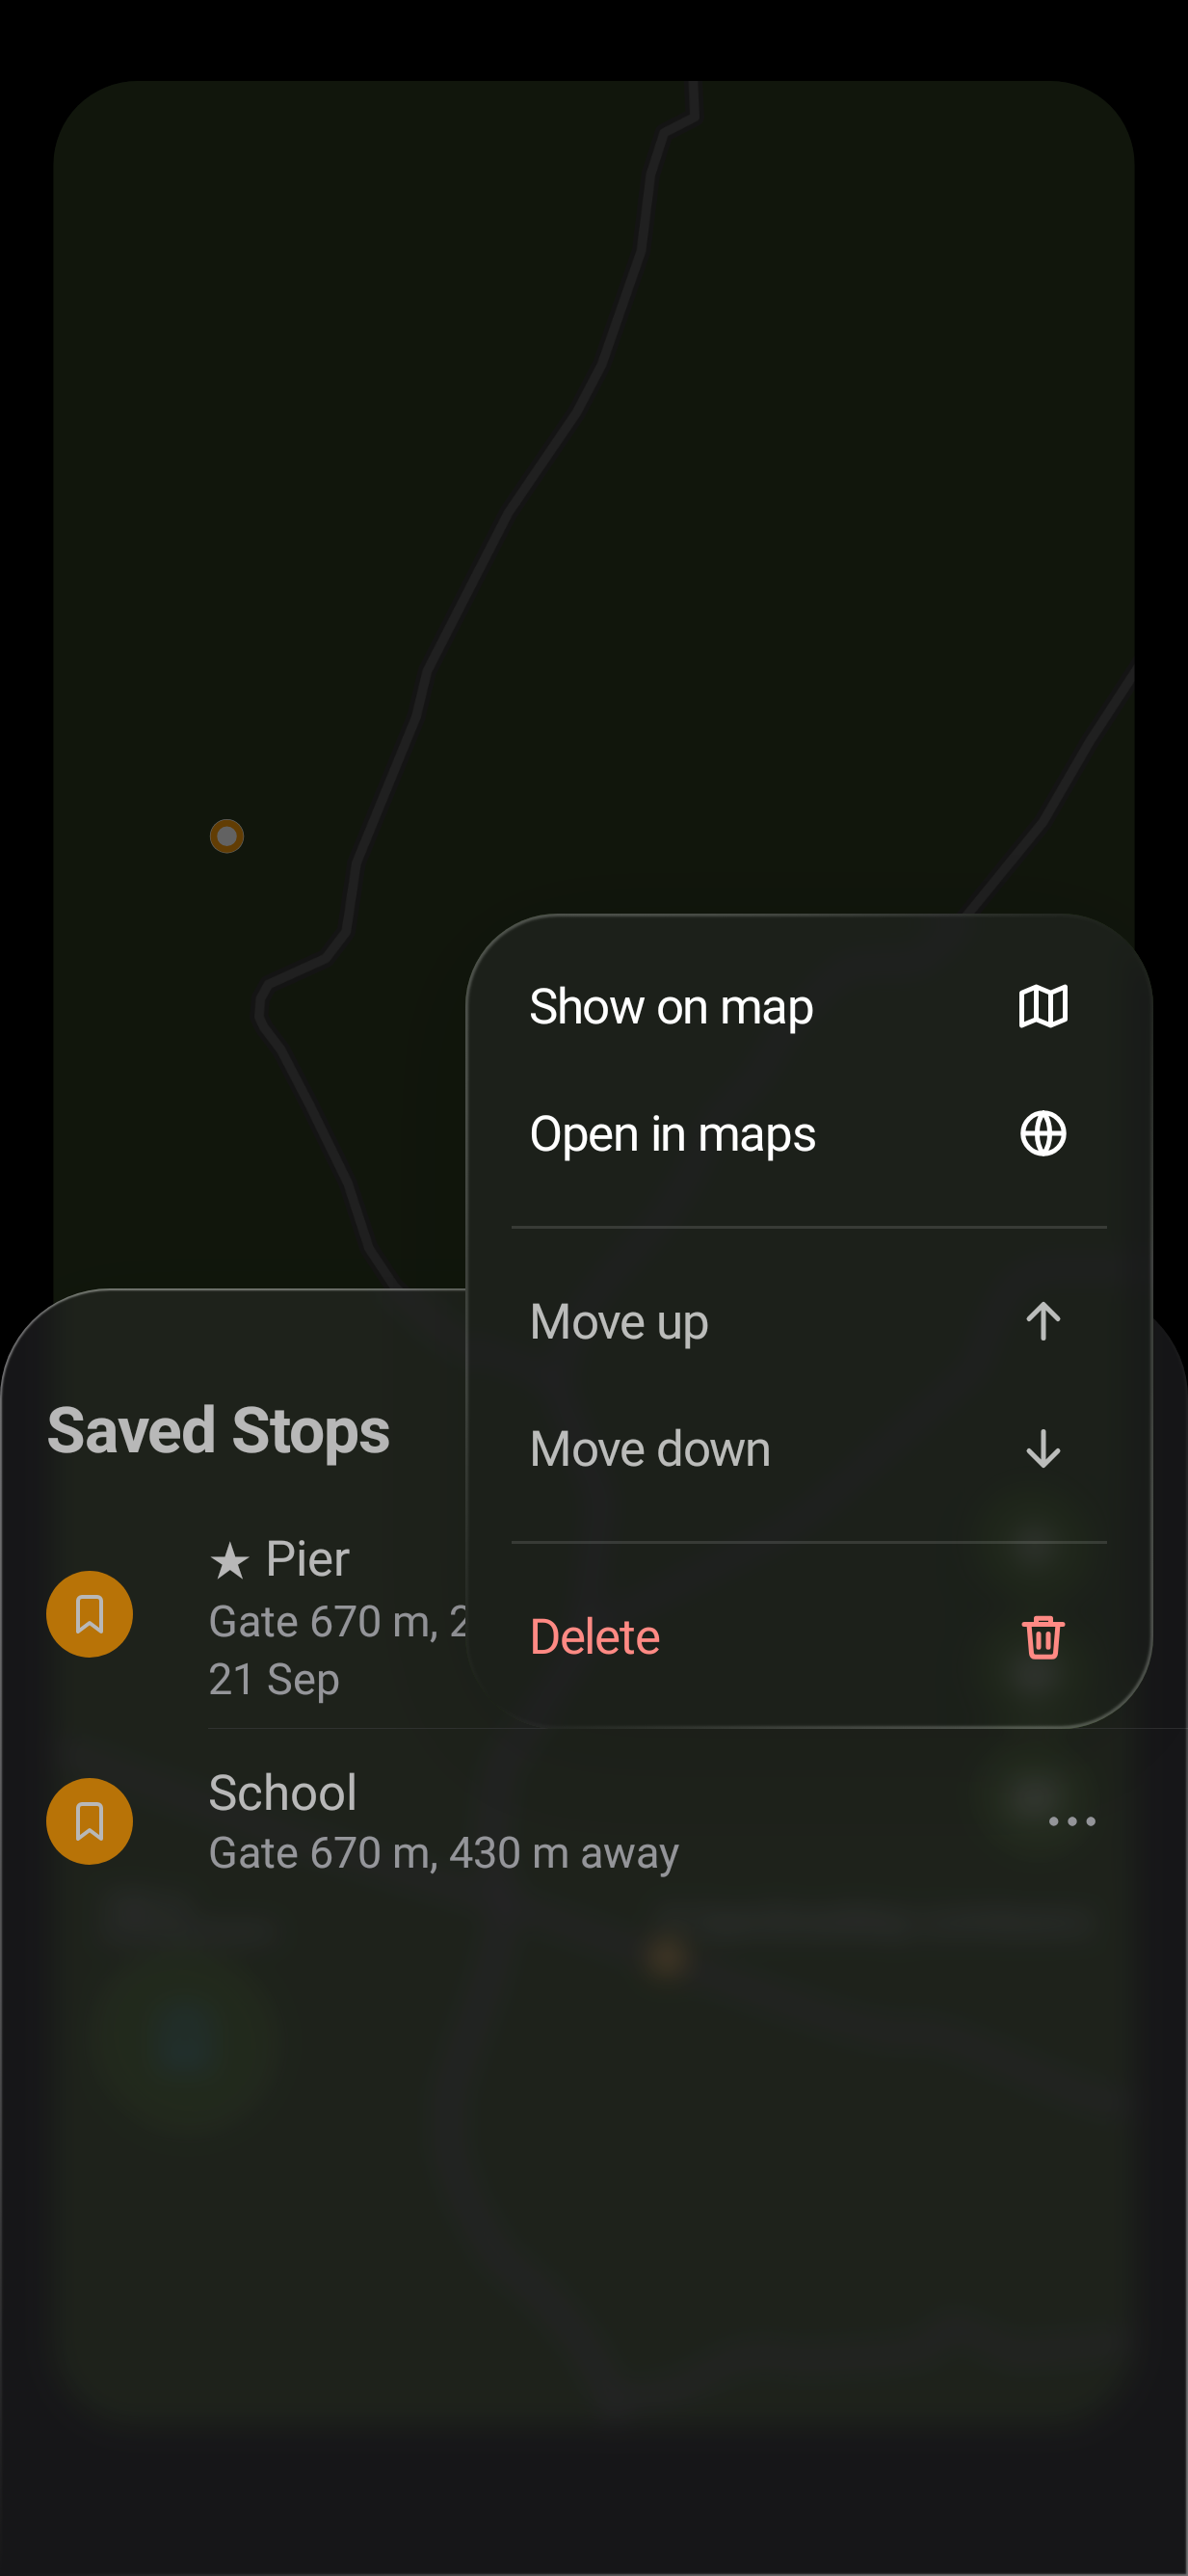 Show on map
Open in maps
Move up
Move down
Delete
Saved Stops
★ Pier
Gate 670 m, 2
21 Sep
School
Gate 670 m, 430 m away